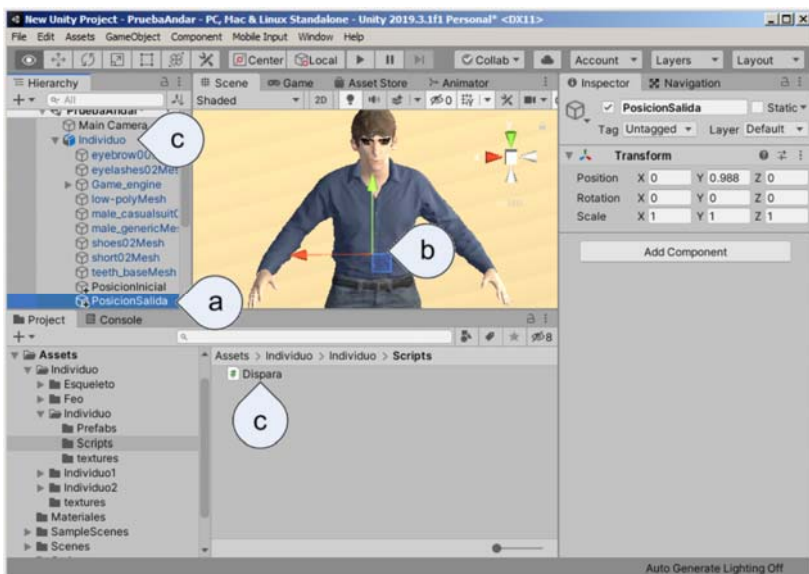 New Unity Project - PruebaAndar - PC, Mac & Linux Standalone - Unity 2019.3.1f1 Personal* <DX11>
File Edit Assets GameObject Component Mobile Input Window Help
Center Local Collab Account Layers Layout
Hierarchy
All
PruebaAndar*
Main Camera
Individuo
c
eyebrow00
eyelashes02Mes
Game_engine
low-polyMesh
male_casualsuit
male_genericMe
shoes02Mesh
short02Mesh
teeth_baseMesh
PosicionInicial
PosicionSalida
a
Scene Game Asset Store Animator
Shaded 2D 0
b
Inspector Navigation
PosicionSalida Static
Tag Untagged Layer Default
Transform
Position X 0 Y 0.988 Z 0
Rotation X 0 Y 0 Z 0
Scale X 1 Y 1 Z 1
Add Component
Project Console
8
Assets
Individuo
Esqueleto
Feo
Individuo
Prefabs
Scripts
textures
Individuo1
Individuo2
textures
Materiales
SampleScenes
Scenes
Assets > Individuo > Individuo > Scripts
Dispara
c
Auto Generate Lighting Off